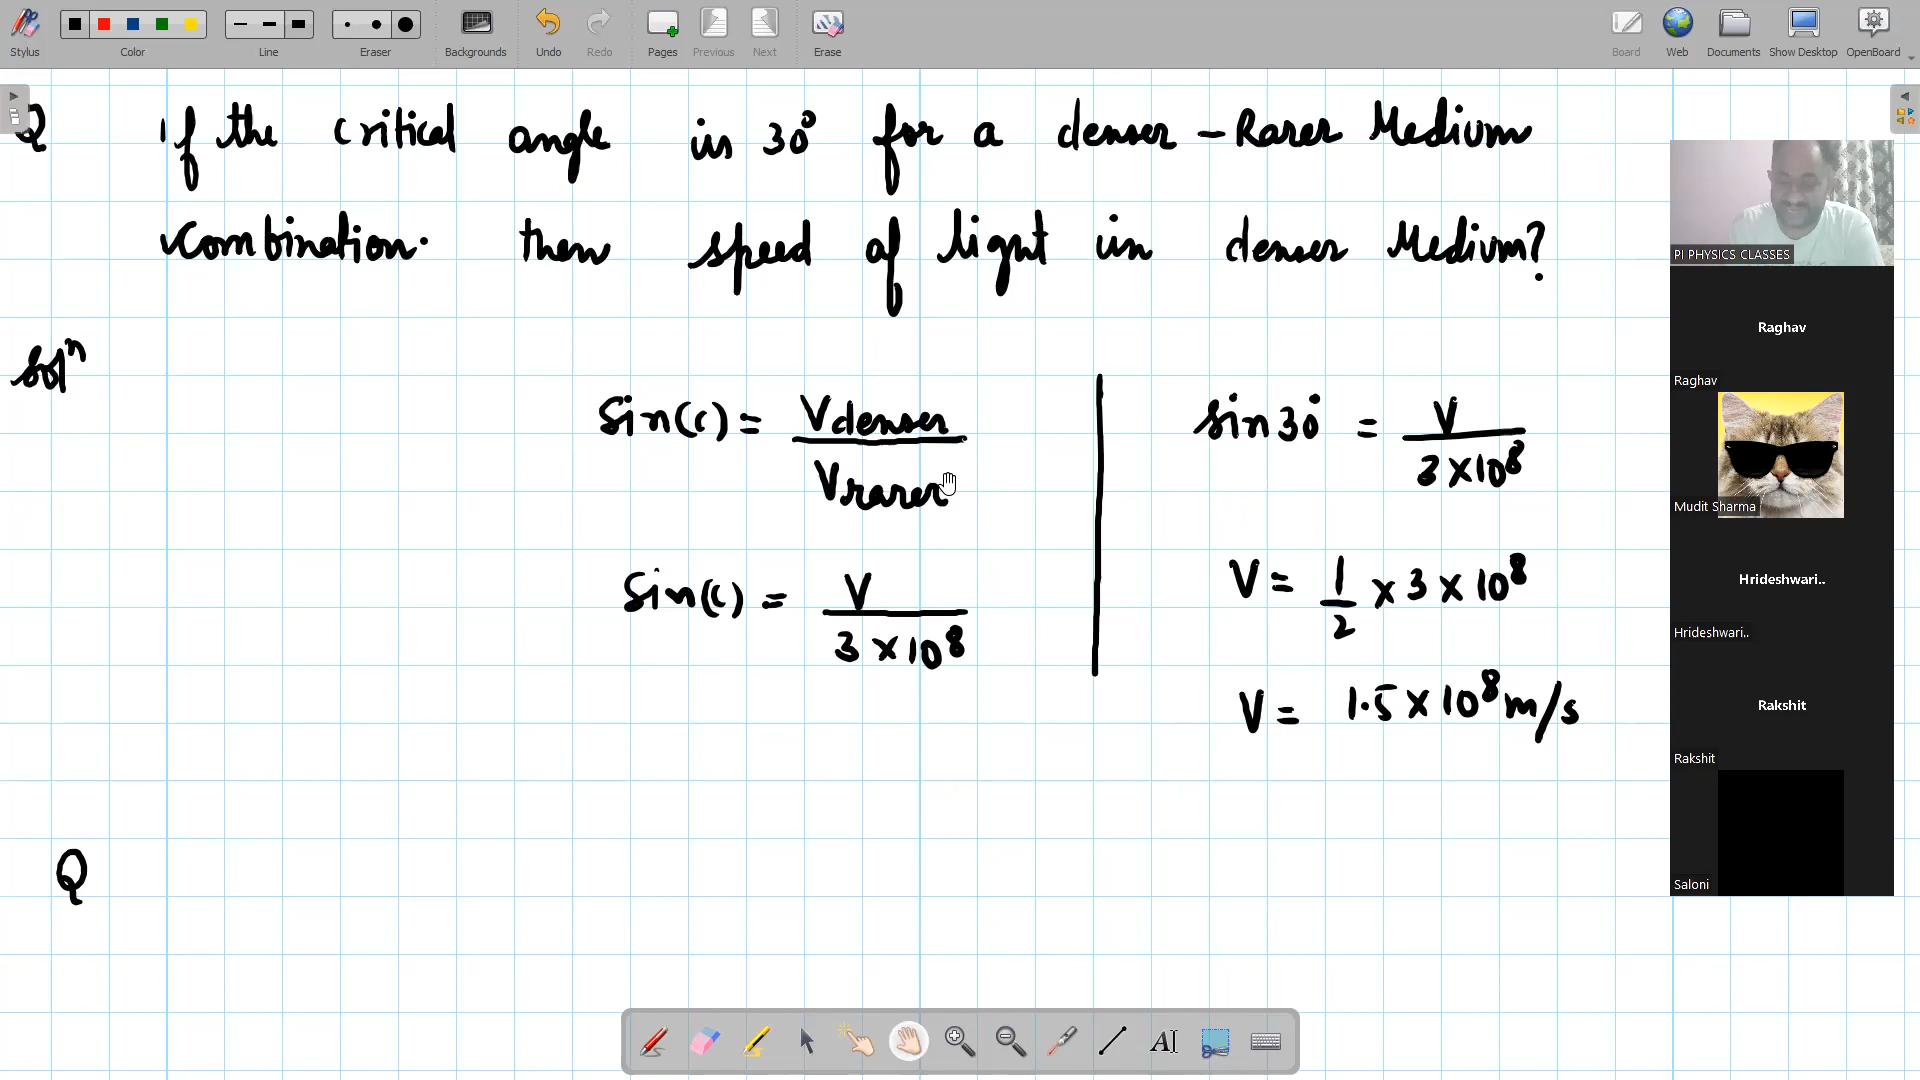 Stylus Color Line Eraser Backgrounds Undo Redo Pages Previous Next Erase Board Web Documents Show Desktop OpenBoard
Q If the critical angle is 30° for a denser - Rarer Medium
combination. then speed of light in denser Medium?
PI PHYSICS CLASSES
Raghav
Raghav
Mudit Sharma
Hrideshwari..
Hrideshwari..
Rakshit
Rakshit
Saloni
Solⁿ
Sin(c) = Vdenser / Vrarer
Sin(c) = V / 3 × 10⁸
Sin 30° = V / 3 × 10⁸
V = 1/2 × 3 × 10⁸
V = 1.5 × 10⁸ m/s
Q
AI